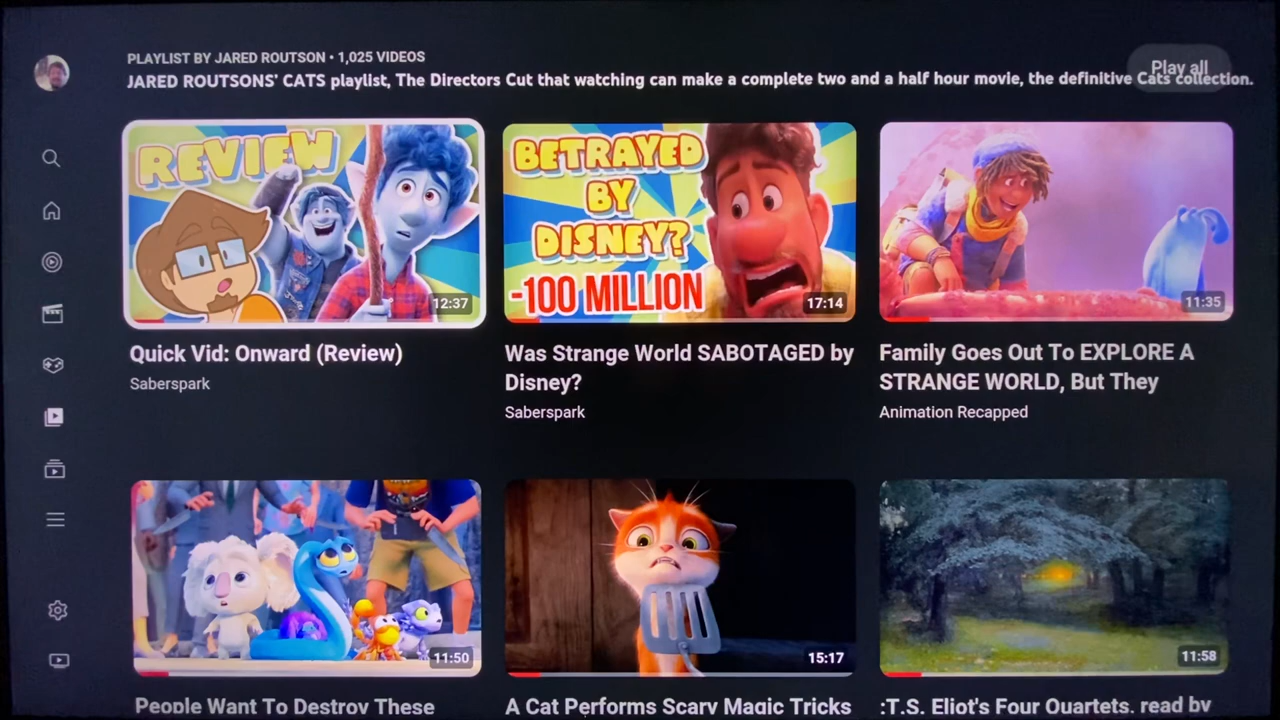 PLAYLIST BY JARED ROUTSON • 1,025 VIDEOS
JARED ROUTSONS' CATS playlist, The Directors Cut that watching can make a complete two and a half hour movie, the definitive Cats collection.
Play all
REVIEW
12:37
BETRAYED
BY
DISNEY?
-100 MILLION
17:14
11:35
Quick Vid: Onward (Review)
Saberspark
Was Strange World SABOTAGED by
Disney?
Saberspark
Family Goes Out To EXPLORE A
STRANGE WORLD, But They
Animation Recapped
11:50
15:17
11:58
People Want To Destroy These
A Cat Performs Scary Magic Tricks
:T.S. Eliot's Four Quartets. read by